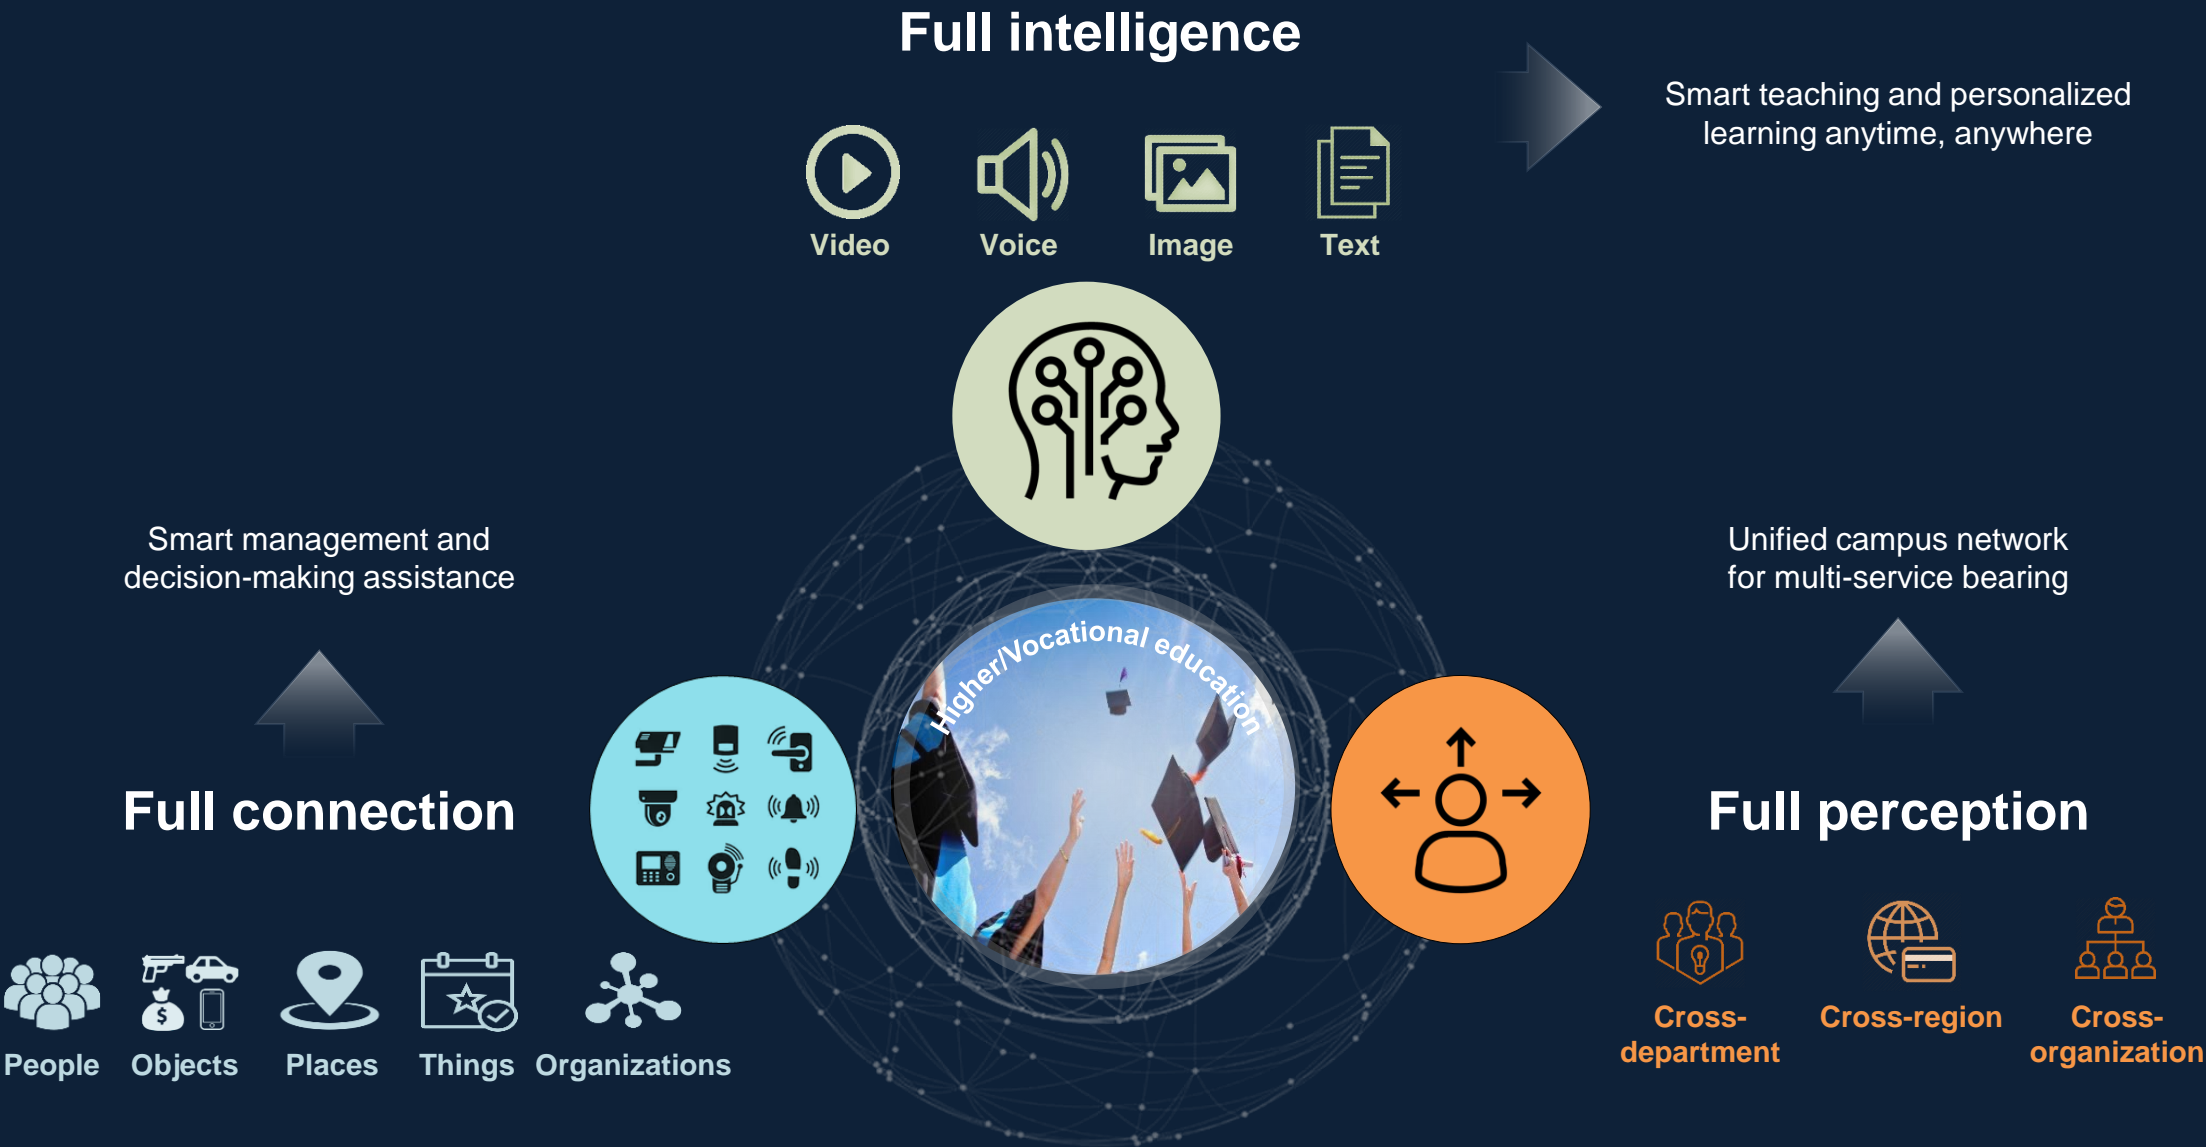 Full intelligence
Smart teaching and personalized
learning anytime, anywhere
Video
Voice
Image
Text
Smart management and
decision-making assistance
Unified campus network
for multi-service bearing
Higher/Vocational education
Full connection
Full perception
People
Objects
Places
Things
Organizations
Cross-
department
Cross-region
Cross-
organization
$